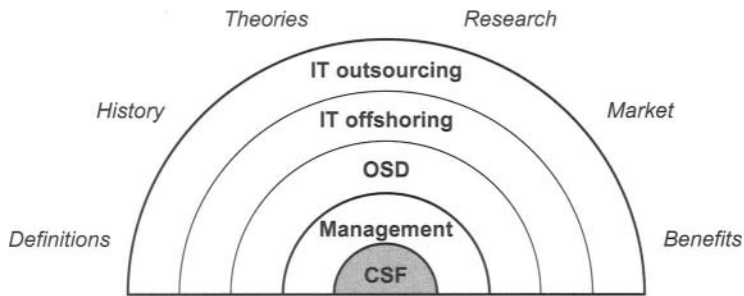 Theories
Research
IT outsourcing
History
Market
IT offshoring
OSD
Definitions
Management
Benefits
CSF